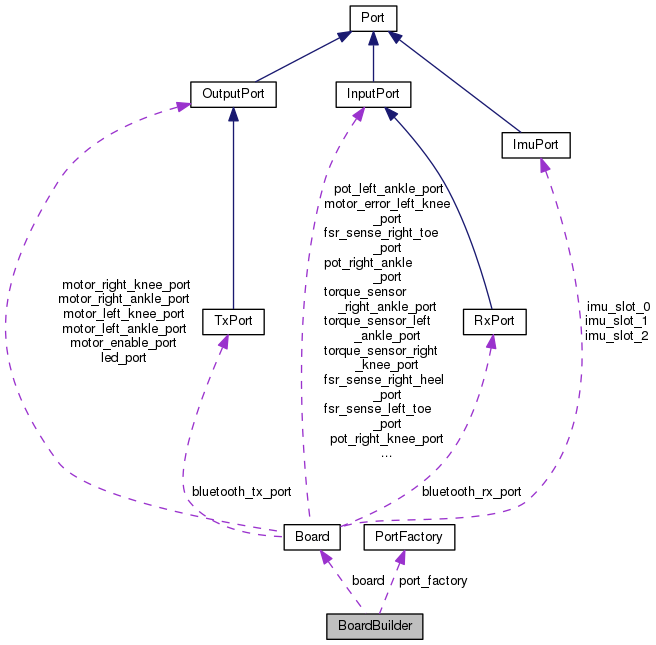 Port
OutputPort
InputPort
ImuPort
pot_left_ankle_port
motor_error_left_knee
_port
fsr_sense_right_toe
_port
pot_right_ankle
_port
torque_sensor
_right_ankle_port
torque_sensor_left
_ankle_port
torque_sensor_right
_knee_port
fsr_sense_right_heel
_port
fsr_sense_left_toe
_port
pot_right_knee_port
...
motor_right_knee_port
motor_right_ankle_port
motor_left_knee_port
motor_left_ankle_port
motor_enable_port
led_port
TxPort
RxPort
imu_slot_0
imu_slot_1
imu_slot_2
bluetooth_tx_port
bluetooth_rx_port
Board
PortFactory
board
port_factory
BoardBuilder